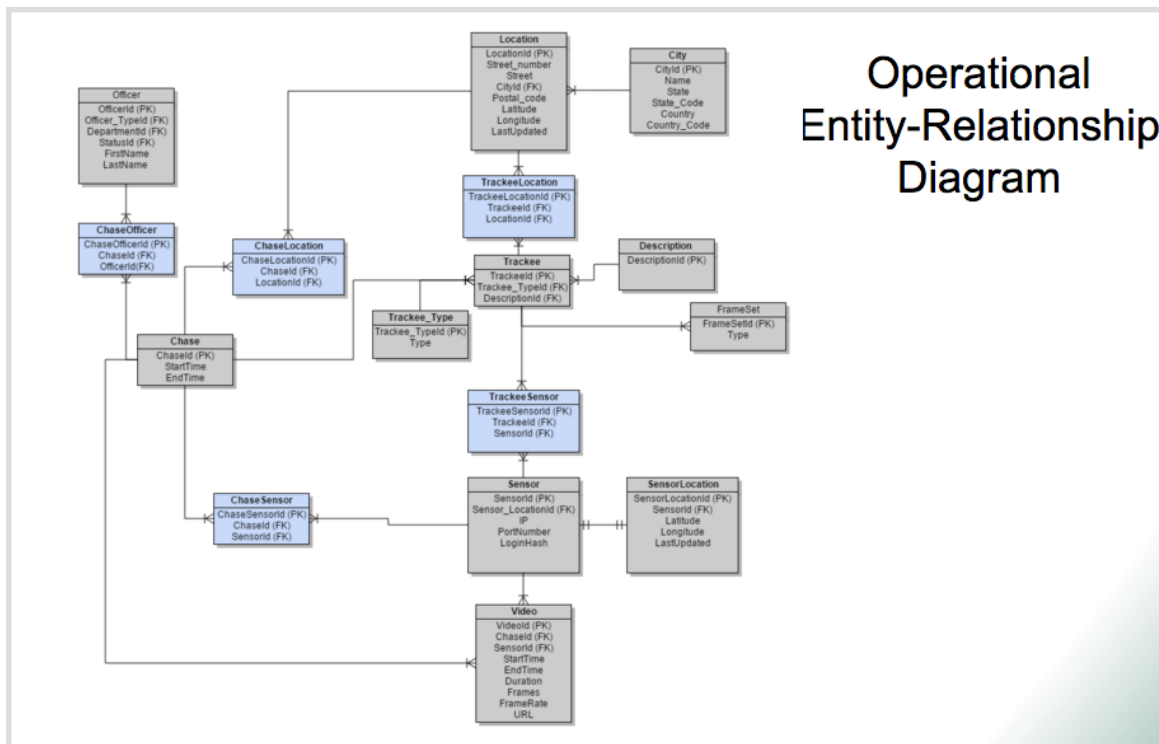 Operational
Entity-Relationship
Diagram
Location
LocationId (PK)
Street_number
Street
CityId (FK)
Postal_code
Latitude
Longitude
LastUpdated
City
CityId (PK)
Name
State
State_Code
Country
Country_Code
Officer
OfficerId (PK)
Officer_TypeId (FK)
DepartmentId (FK)
StatusId (FK)
FirstName
LastName
TrackeeLocation
TrackeeLocationId (PK)
TrackeeId (FK)
LocationId (FK)
ChaseOfficer
ChaseOfficerId (PK)
ChaseId (FK)
OfficerId(FK)
ChaseLocation
ChaseLocationId (PK)
ChaseId (FK)
LocationId (FK)
Trackee
TrackeeId (PK)
Trackee_TypeId (FK)
DescriptionId (FK)
Description
DescriptionId (PK)
Trackee_Type
Trackee_TypeId (PK)
Type
FrameSet
FrameSetId (PK)
Type
Chase
ChaseId (PK)
StartTime
EndTime
TrackeeSensor
TrackeeSensorId (PK)
TrackeeId (FK)
SensorId (FK)
ChaseSensor
ChaseSensorId (PK)
ChaseId (FK)
SensorId (FK)
Sensor
SensorId (PK)
Sensor_LocationId (FK)
IP
PortNumber
LoginHash
SensorLocation
SensorLocationId (PK)
SensorId (FK)
Latitude
Longitude
LastUpdated
Video
VideoId (PK)
ChaseId (FK)
SensorId (FK)
StartTime
EndTime
Duration
Frames
FrameRate
URL